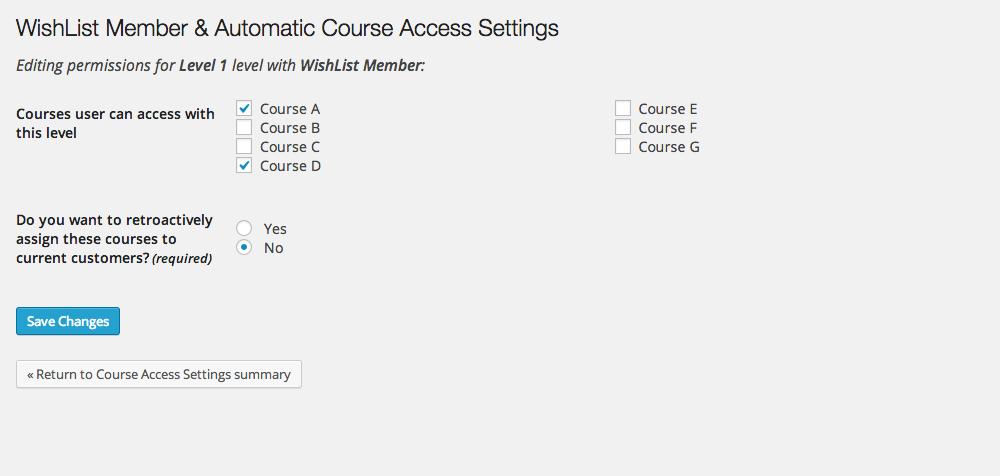 WishList Member & Automatic Course Access Settings
Editing permissions for Level 1 level with WishList Member:
Courses user can access with
this level
Course A
Course B
Course C
Course D
Course E
Course F
Course G
Do you want to retroactively
assign these courses to
current customers? (required)
Yes
No
Save Changes
« Return to Course Access Settings summary